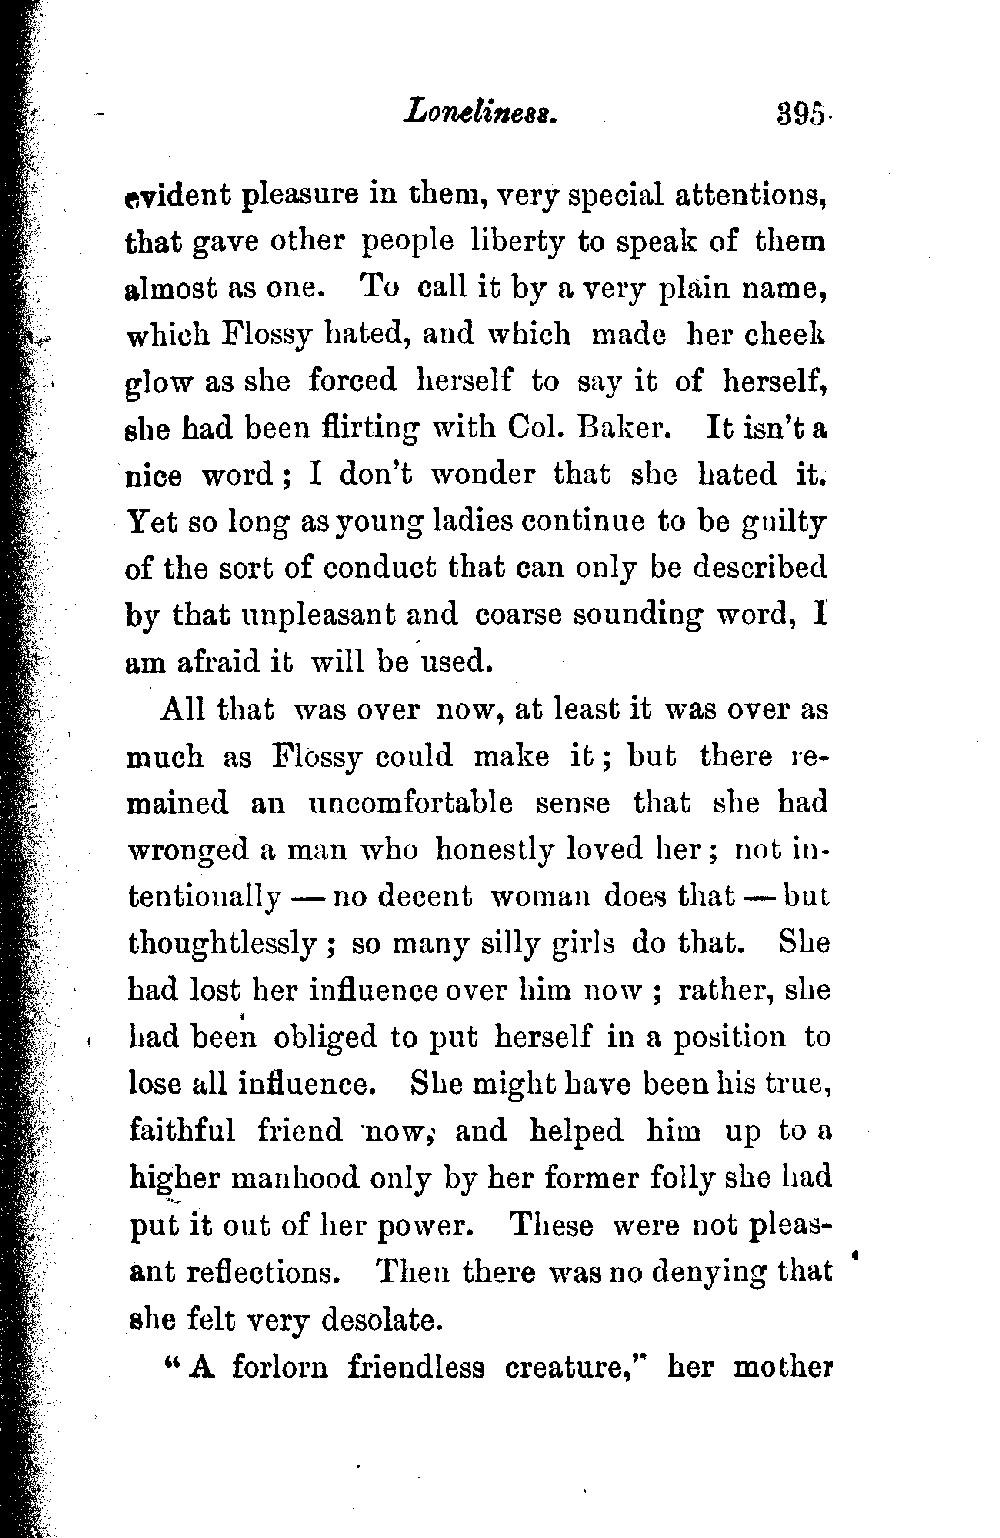 Loneliness. 395
evident pleasure in them, very special attentions,
that gave other people liberty to speak of them
almost as one. To call it by a very plain name,
which Flossy hated, and which made her cheek
glow as she forced herself to say it of herself,
she had been flirting with Col. Baker. It isn't a
nice word; I don't wonder that she hated it.
Yet so long as young ladies continue to be guilty
of the sort of conduct that can only be described
by that unpleasant and coarse sounding word, I
am afraid it will be used.
All that was over now, at least it was over as
much as Flossy could make it; but there re-
mained an uncomfortable sense that she had
wronged a man who honestly loved her; not in-
tentionally — no decent woman does that — but
thoughtlessly; so many silly girls do that. She
had lost her influence over him now; rather, she
had been obliged to put herself in a position to
lose all influence. She might have been his true,
faithful friend now, and helped him up to a
higher manhood only by her former folly she had
put it out of her power. These were not pleas-
ant reflections. Then there was no denying that
she felt very desolate.
"A forlorn friendless creature," her mother